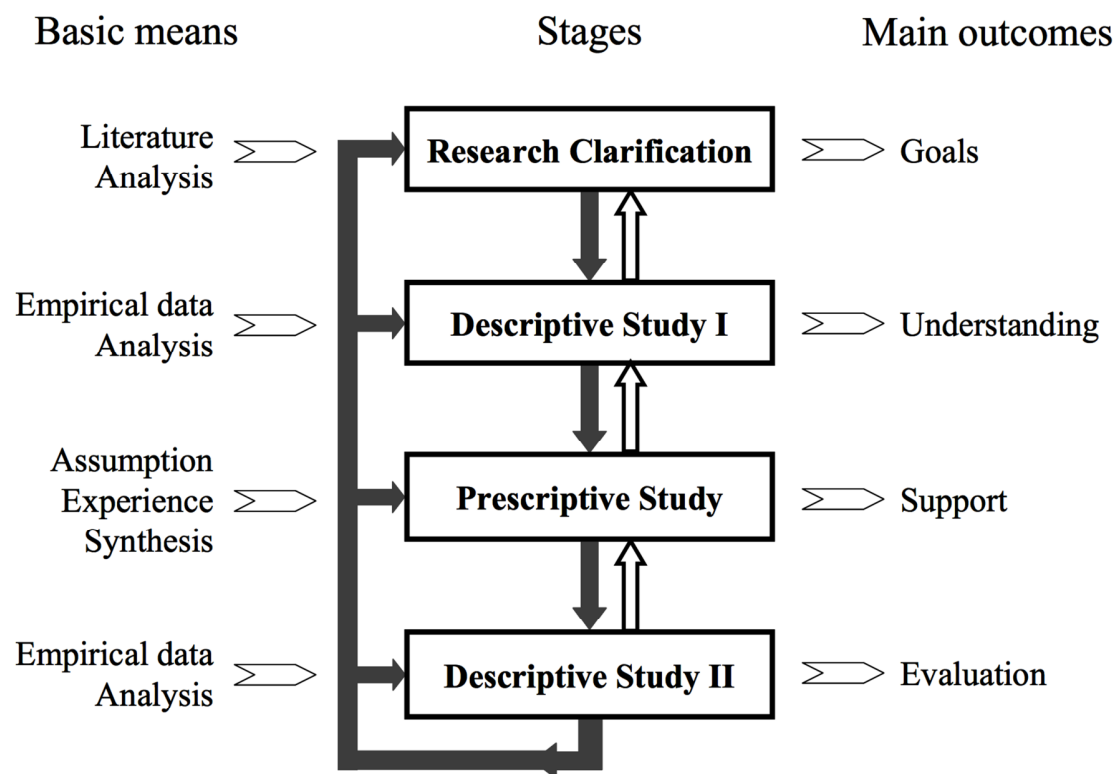 Basic means
Stages
Main outcomes
Literature
Analysis
Research Clarification
Goals
Empirical data
Analysis
Descriptive Study I
Understanding
Assumption
Experience
Synthesis
Prescriptive Study
Support
Empirical data
Analysis
Descriptive Study II
Evaluation